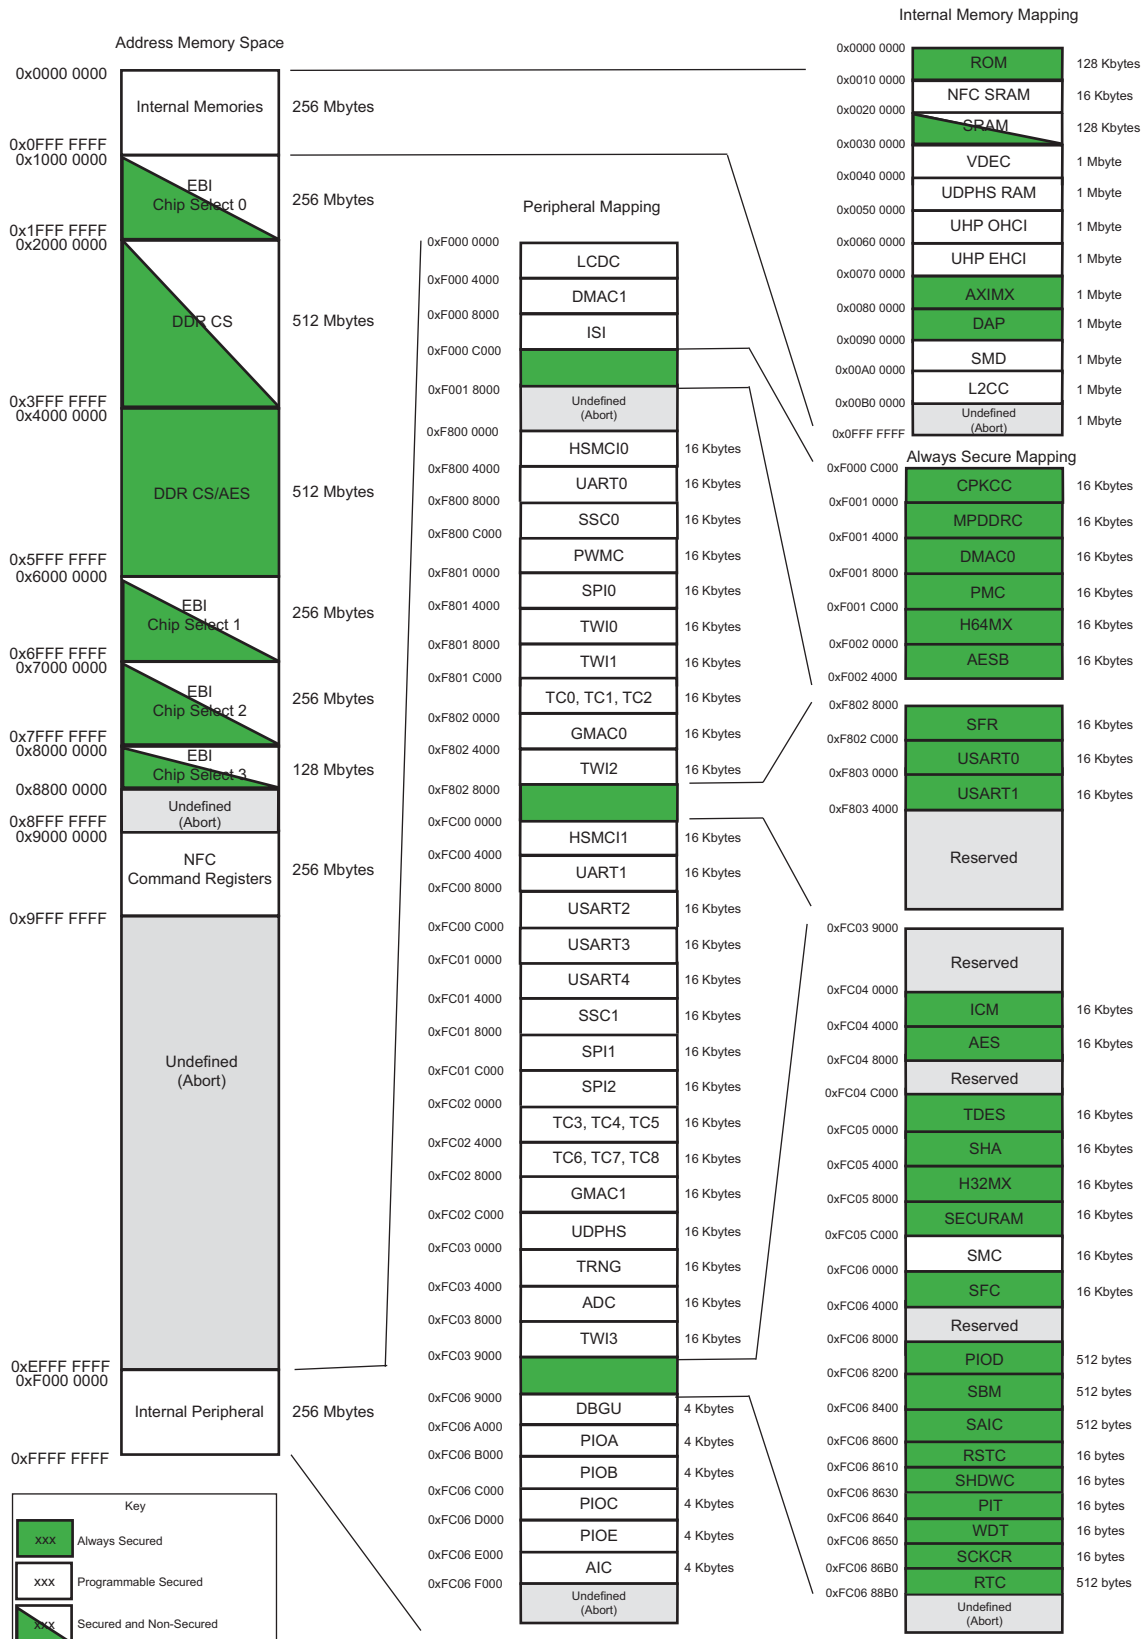 Address Memory Space
0x0000 0000
Internal Memories
256 Mbytes
0x0FFF FFFF
0x1000 0000
EBI
Chip Select 0
256 Mbytes
0x1FFF FFFF
0x2000 0000
DDR CS
512 Mbytes
0x3FFF FFFF
0x4000 0000
DDR CS/AES
512 Mbytes
0x5FFF FFFF
0x6000 0000
EBI
Chip Select 1
256 Mbytes
0x6FFF FFFF
0x7000 0000
EBI
Chip Select 2
256 Mbytes
0x7FFF FFFF
0x8000 0000
EBI
Chip Select 3
128 Mbytes
0x8800 0000
Undefined
(Abort)
0x8FFF FFFF
0x9000 0000
NFC
Command Registers
256 Mbytes
0x9FFF FFFF
Undefined
(Abort)
0xEFFF FFFF
0xF000 0000
Internal Peripheral
256 Mbytes
0xFFFF FFFF
Key
xxx Always Secured
xxx Programmable Secured
xxx Secured and Non-Secured
Peripheral Mapping
0xF000 0000
LCDC
0xF000 4000
DMAC1
0xF000 8000
ISI
0xF000 C000
0xF001 8000
Undefined
(Abort)
0xF800 0000
HSMCI0 16 Kbytes
0xF800 4000
UART0 16 Kbytes
0xF800 8000
SSC0 16 Kbytes
0xF800 C000
PWMC 16 Kbytes
0xF801 0000
SPI0 16 Kbytes
0xF801 4000
TWI0 16 Kbytes
0xF801 8000
TWI1 16 Kbytes
0xF801 C000
TC0, TC1, TC2 16 Kbytes
0xF802 0000
GMAC0 16 Kbytes
0xF802 4000
TWI2 16 Kbytes
0xF802 8000
0xFC00 0000
HSMCI1 16 Kbytes
0xFC00 4000
UART1 16 Kbytes
0xFC00 8000
USART2 16 Kbytes
0xFC00 C000
USART3 16 Kbytes
0xFC01 0000
USART4 16 Kbytes
0xFC01 4000
SSC1 16 Kbytes
0xFC01 8000
SPI1 16 Kbytes
0xFC01 C000
SPI2 16 Kbytes
0xFC02 0000
TC3, TC4, TC5 16 Kbytes
0xFC02 4000
TC6, TC7, TC8 16 Kbytes
0xFC02 8000
GMAC1 16 Kbytes
0xFC02 C000
UDPHS 16 Kbytes
0xFC03 0000
TRNG 16 Kbytes
0xFC03 4000
ADC 16 Kbytes
0xFC03 8000
TWI3 16 Kbytes
0xFC03 9000
0xFC06 9000
DBGU 4 Kbytes
0xFC06 A000
PIOA 4 Kbytes
0xFC06 B000
PIOB 4 Kbytes
0xFC06 C000
PIOC 4 Kbytes
0xFC06 D000
PIOE 4 Kbytes
0xFC06 E000
AIC 4 Kbytes
0xFC06 F000
Undefined
(Abort)
Internal Memory Mapping
0x0000 0000
ROM 128 Kbytes
0x0010 0000
NFC SRAM 16 Kbytes
0x0020 0000
SRAM 128 Kbytes
0x0030 0000
VDEC 1 Mbyte
0x0040 0000
UDPHS RAM 1 Mbyte
0x0050 0000
UHP OHCI 1 Mbyte
0x0060 0000
UHP EHCI 1 Mbyte
0x0070 0000
AXIMX 1 Mbyte
0x0080 0000
DAP 1 Mbyte
0x0090 0000
SMD 1 Mbyte
0x00A0 0000
L2CC 1 Mbyte
0x00B0 0000
Undefined
(Abort)
1 Mbyte
0x0FFF FFFF
Always Secure Mapping
0xF000 C000
CPKCC 16 Kbytes
0xF001 0000
MPDDRC 16 Kbytes
0xF001 4000
DMAC0 16 Kbytes
0xF001 8000
PMC 16 Kbytes
0xF001 C000
H64MX 16 Kbytes
0xF002 0000
AESB 16 Kbytes
0xF002 4000
0xF802 8000
SFR 16 Kbytes
0xF802 C000
USART0 16 Kbytes
0xF803 0000
USART1 16 Kbytes
0xF803 4000
Reserved
0xFC03 9000
Reserved
0xFC04 0000
ICM 16 Kbytes
0xFC04 4000
AES 16 Kbytes
0xFC04 8000
Reserved
0xFC04 C000
TDES 16 Kbytes
0xFC05 0000
SHA 16 Kbytes
0xFC05 4000
H32MX 16 Kbytes
0xFC05 8000
SECURAM 16 Kbytes
0xFC05 C000
SMC 16 Kbytes
0xFC06 0000
SFC 16 Kbytes
0xFC06 4000
Reserved
0xFC06 8000
PIOD 512 bytes
0xFC06 8200
SBM 512 bytes
0xFC06 8400
SAIC 512 bytes
0xFC06 8600
RSTC 16 bytes
0xFC06 8610
SHDWC 16 bytes
0xFC06 8630
PIT 16 bytes
0xFC06 8640
WDT 16 bytes
0xFC06 8650
SCKCR 16 bytes
0xFC06 86B0
RTC 512 bytes
0xFC06 88B0
Undefined
(Abort)